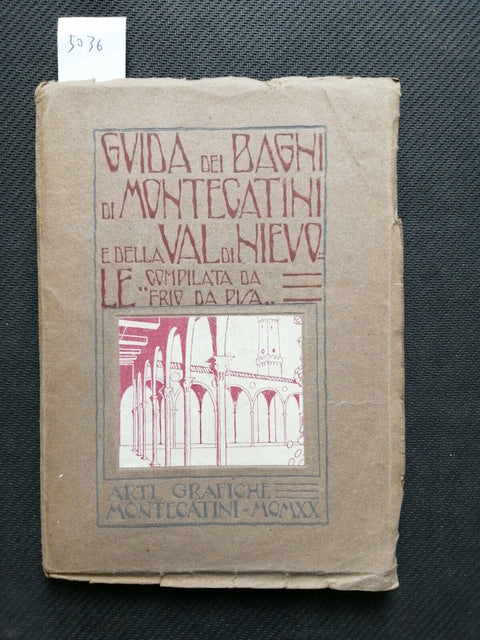 5036
GVIDA DEI BAGNI
DI MONTECATINI
E DELLA VAL DI NIEVO=
LE „COMPILATA DA
FRIO DA PISA„
ARTI GRAFICHE
MONTECATINI-MCMXX